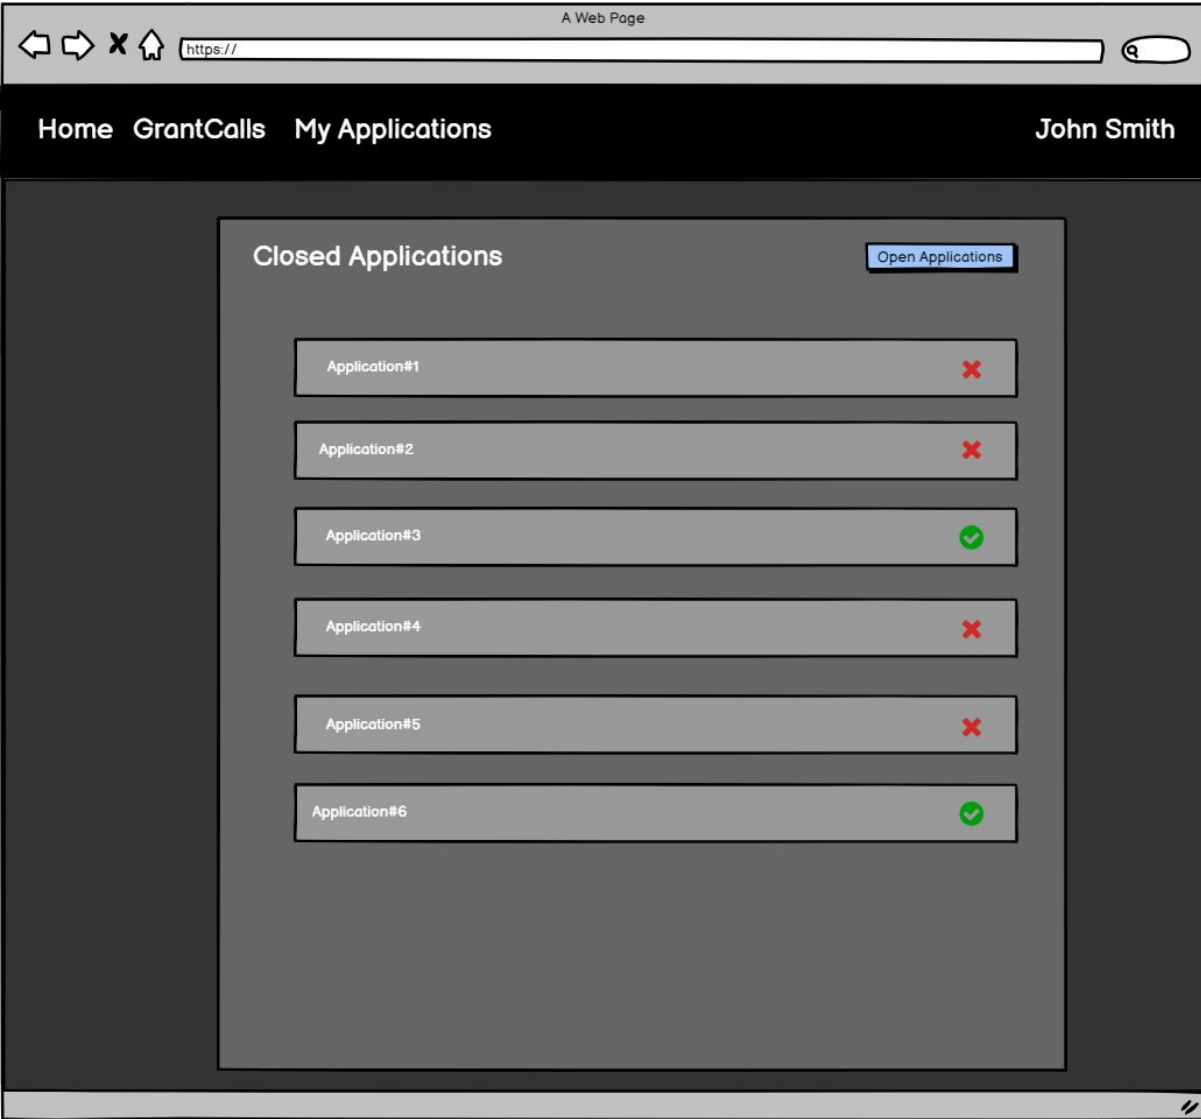 A Web Page
https://
Home GrantCalls My Applications John Smith
Closed Applications Open Applications
Application#1
Application#2
Application#3
Application#4
Application#5
Application#6